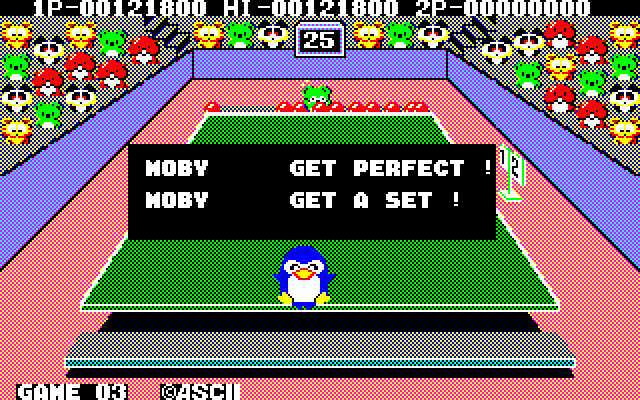 1P-00121800 HI-00121800 2P-00000000
25
MOBY GET PERFECT !
MOBY GET A SET !
GAME 03 ©ASCII